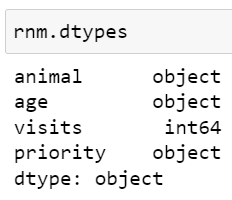 rnm.dtypes
animal      object
age         object
visits       int64
priority    object
dtype: object